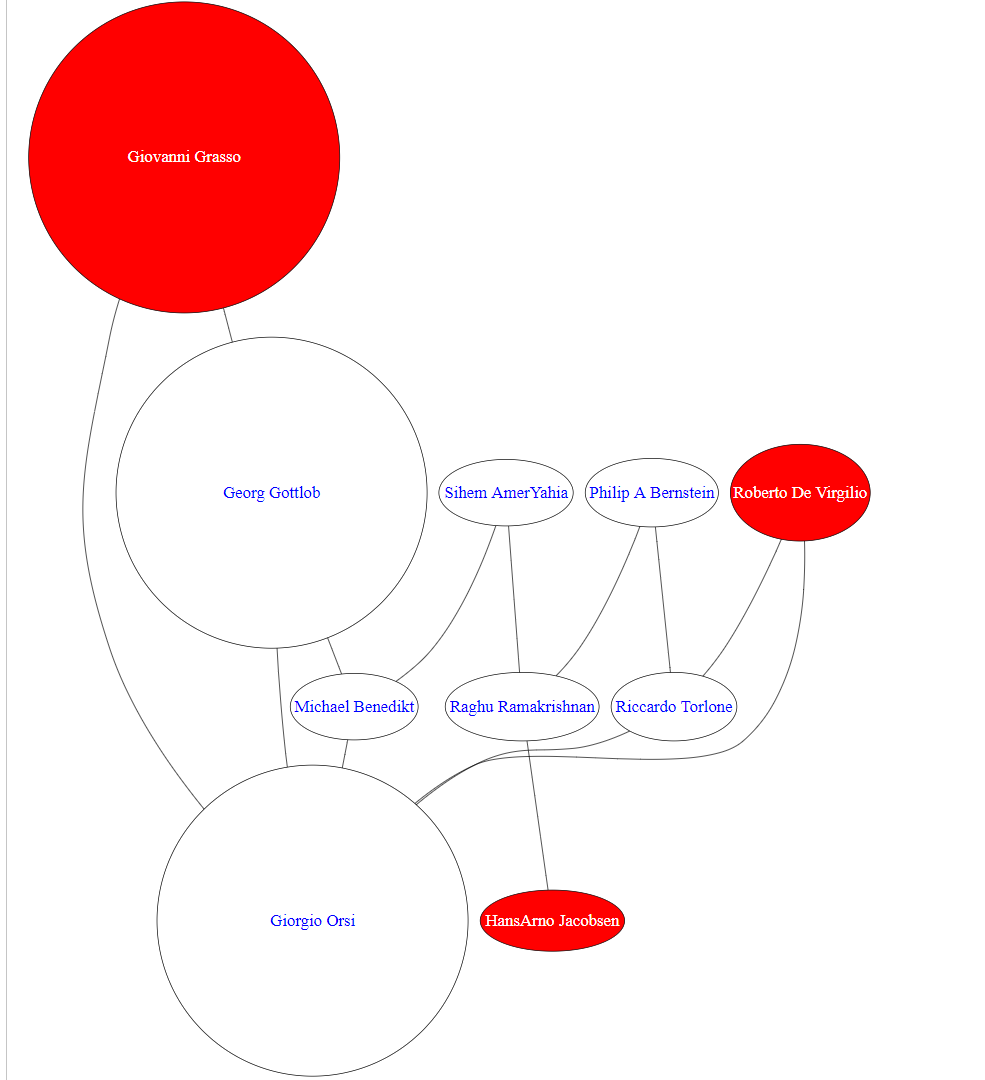 Giovanni Grasso
Georg Gottlob
Sihem AmerYahia
Philip A Bernstein
Roberto De Virgilio
Michael Benedikt
Raghu Ramakrishnan
Riccardo Torlone
Giorgio Orsi
HansArno Jacobsen